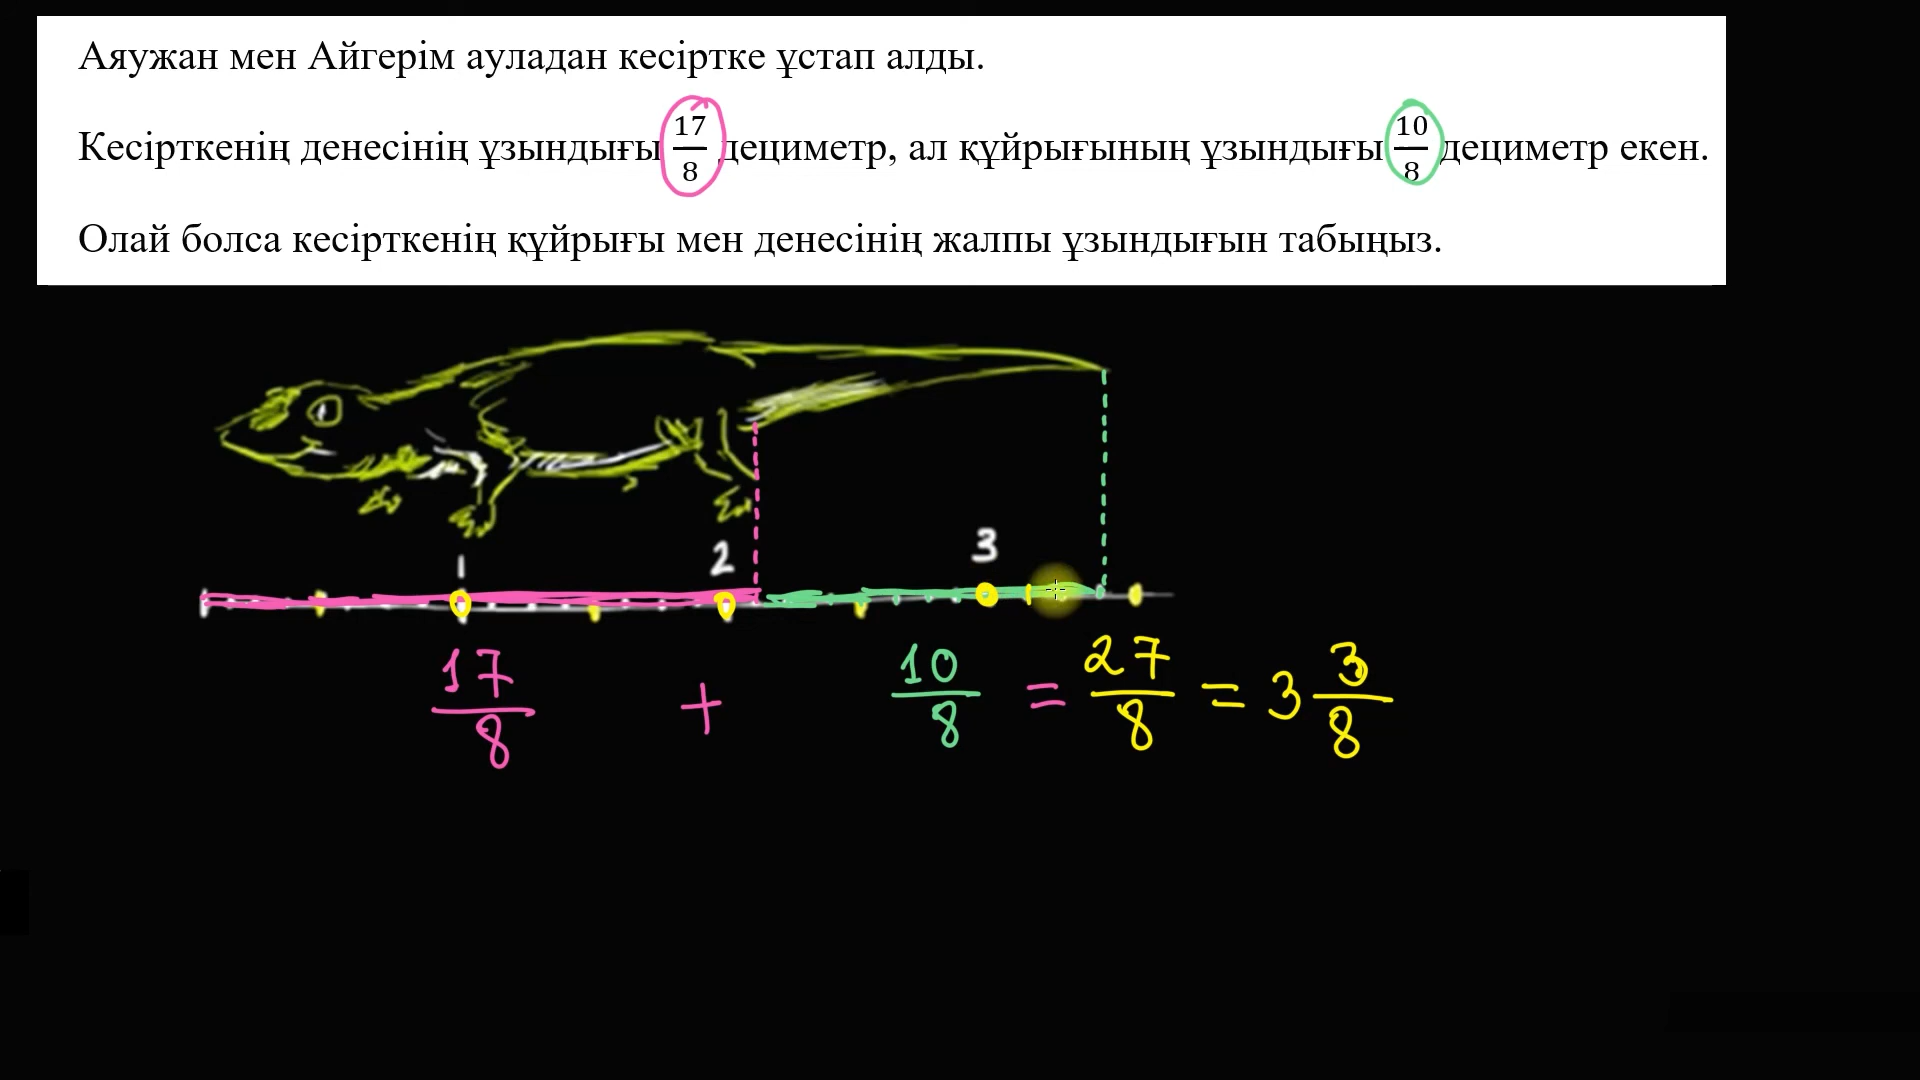 Аяужан мен Айгерім ауладан кесіртке ұстап алды.
Кесірткенің денесінің ұзындығы 17/8 дециметр, ал құйрығының ұзындығы 10/8 дециметр екен.
Олай болса кесірткенің құйрығы мен денесінің жалпы ұзындығын табыңыз.
1 2 3
17/8 + 10/8 = 27/8 = 3 3/8